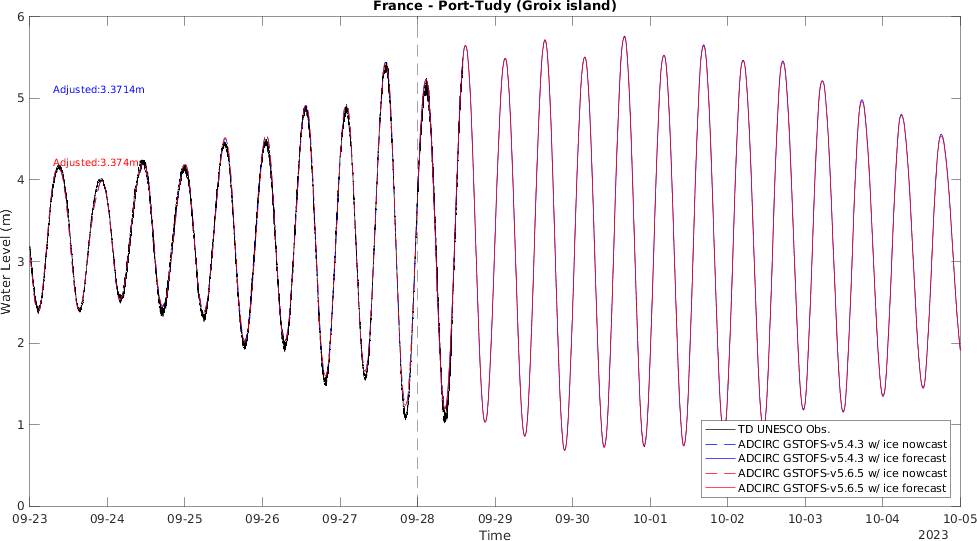 France - Port-Tudy (Groix island)
6
5
4
3
2
1
0
Water Level (m)
Adjusted:3.3714m
Adjusted:3.374m
TD UNESCO Obs.
ADCIRC GSTOFS-v5.4.3 w/ ice nowcast
ADCIRC GSTOFS-v5.4.3 w/ ice forecast
ADCIRC GSTOFS-v5.6.5 w/ ice nowcast
ADCIRC GSTOFS-v5.6.5 w/ ice forecast
09-23 09-24 09-25 09-26 09-27 09-28 09-29 09-30 10-01 10-02 10-03 10-04 10-05
Time
2023